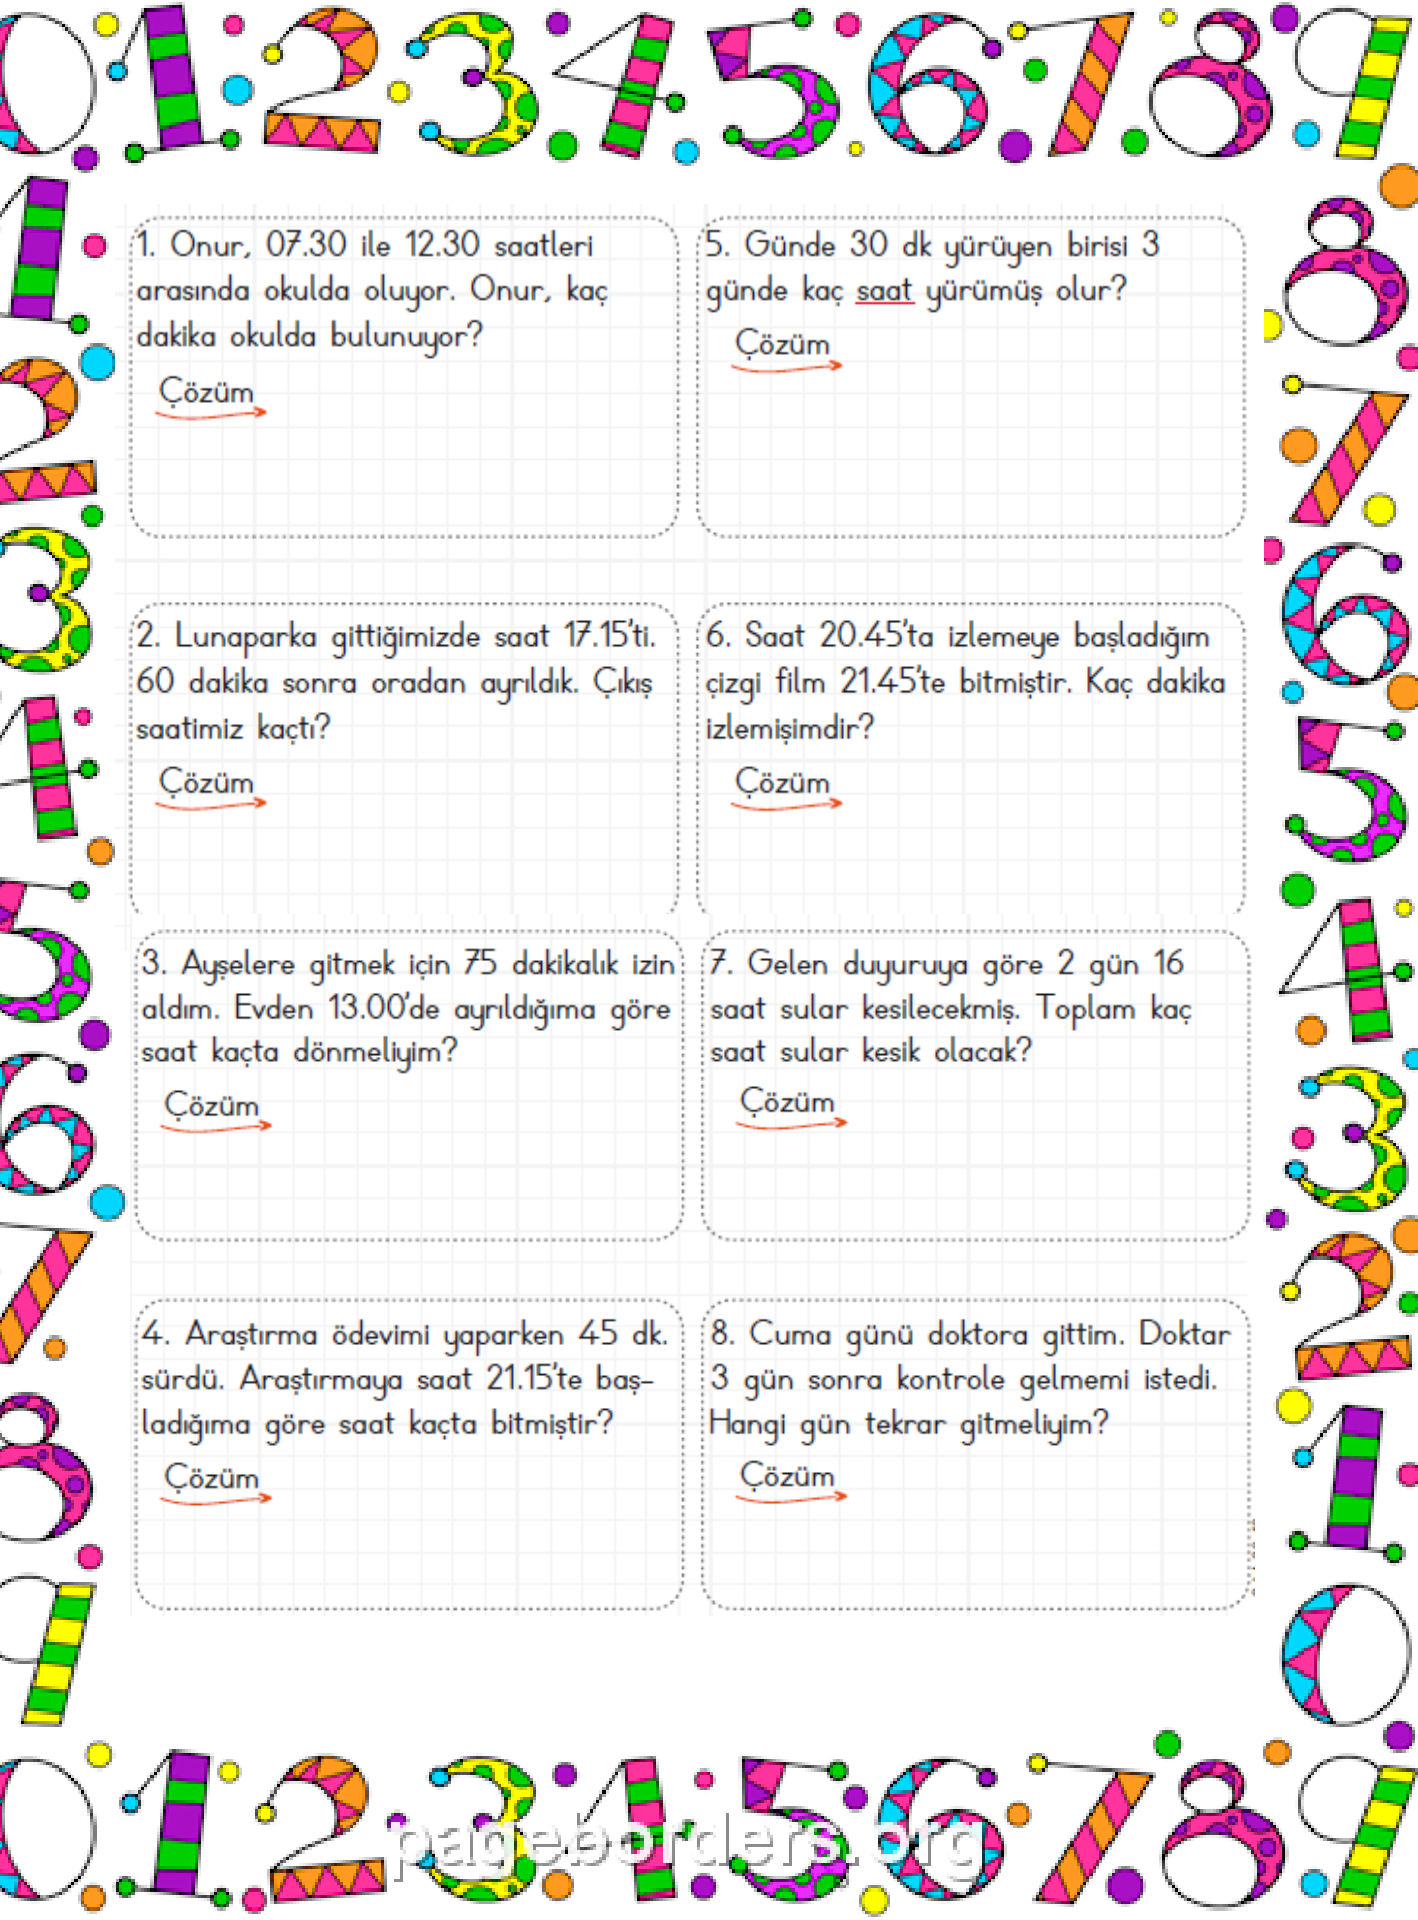 1. Onur, 07.30 ile 12.30 saatleri
arasında okulda oluyor. Onur, kaç
dakika okulda bulunuyor?
Çözüm
2. Lunaparka gittiğimizde saat 17.15'ti.
60 dakika sonra oradan ayrıldık. Çıkış
saatimiz kaçtı?
Çözüm
3. Ayşelere gitmek için 75 dakikalık izin
aldım. Evden 13.00'de ayrıldığıma göre
saat kaçta dönmeliyim?
Çözüm
4. Araştırma ödevimi yaparken 45 dk.
sürdü. Araştırmaya saat 21.15'te baş-
ladığıma göre saat kaçta bitmiştir?
Çözüm
5. Günde 30 dk yürüyen birisi 3
günde kaç saat yürümüş olur?
Çözüm
6. Saat 20.45'ta izlemeye başladığım
çizgi film 21.45'te bitmiştir. Kaç dakika
izlemişimdir?
Çözüm
7. Gelen duyuruya göre 2 gün 16
saat sular kesilecekmiş. Toplam kaç
saat sular kesik olacak?
Çözüm
8. Cuma günü doktora gittim. Doktar
3 gün sonra kontrole gelmemi istedi.
Hangi gün tekrar gitmeliyim?
Çözüm
pageborders.org